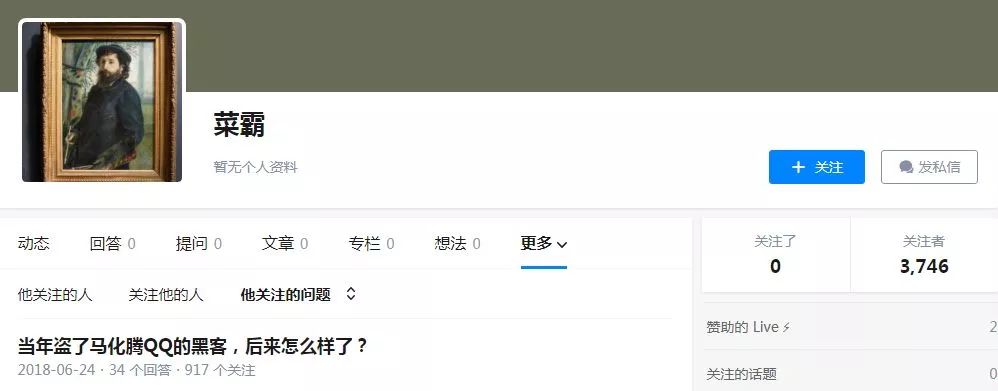 菜霸
暂无个人资料
+ 关注
发私信
动态 回答 0 提问 0 文章 0 专栏 0 想法 0 更多
关注了 关注者
0 3,746
他关注的人 关注他的人 他关注的问题
赞助的 Live 2
当年盗了马化腾QQ的黑客，后来怎么样了？
2018-06-24 · 34 个回答 · 917 个关注
关注的话题 0